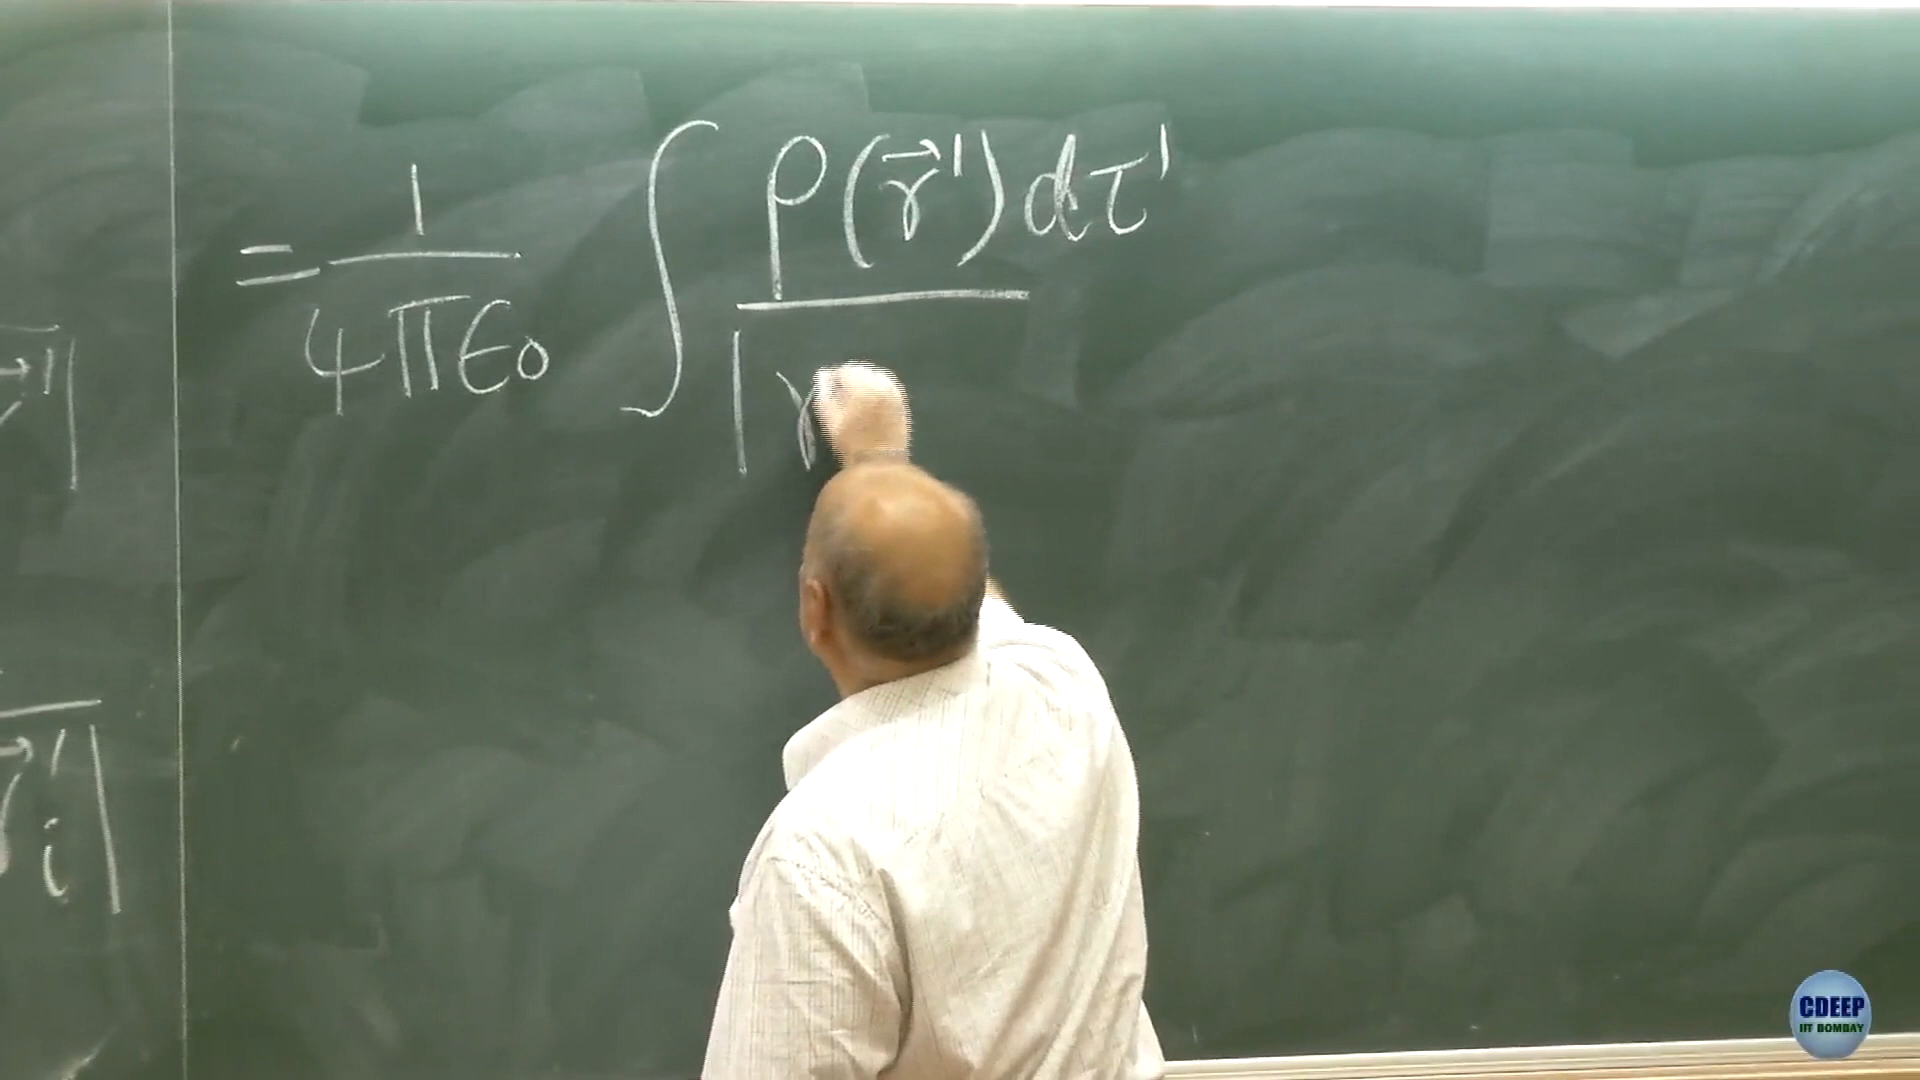 = 1 / 4πϵ₀ ∫ ρ(r⃗') dτ' / |r
r⃗'|
r⃗'ᵢ|
CDEEP
IIT BOMBAY